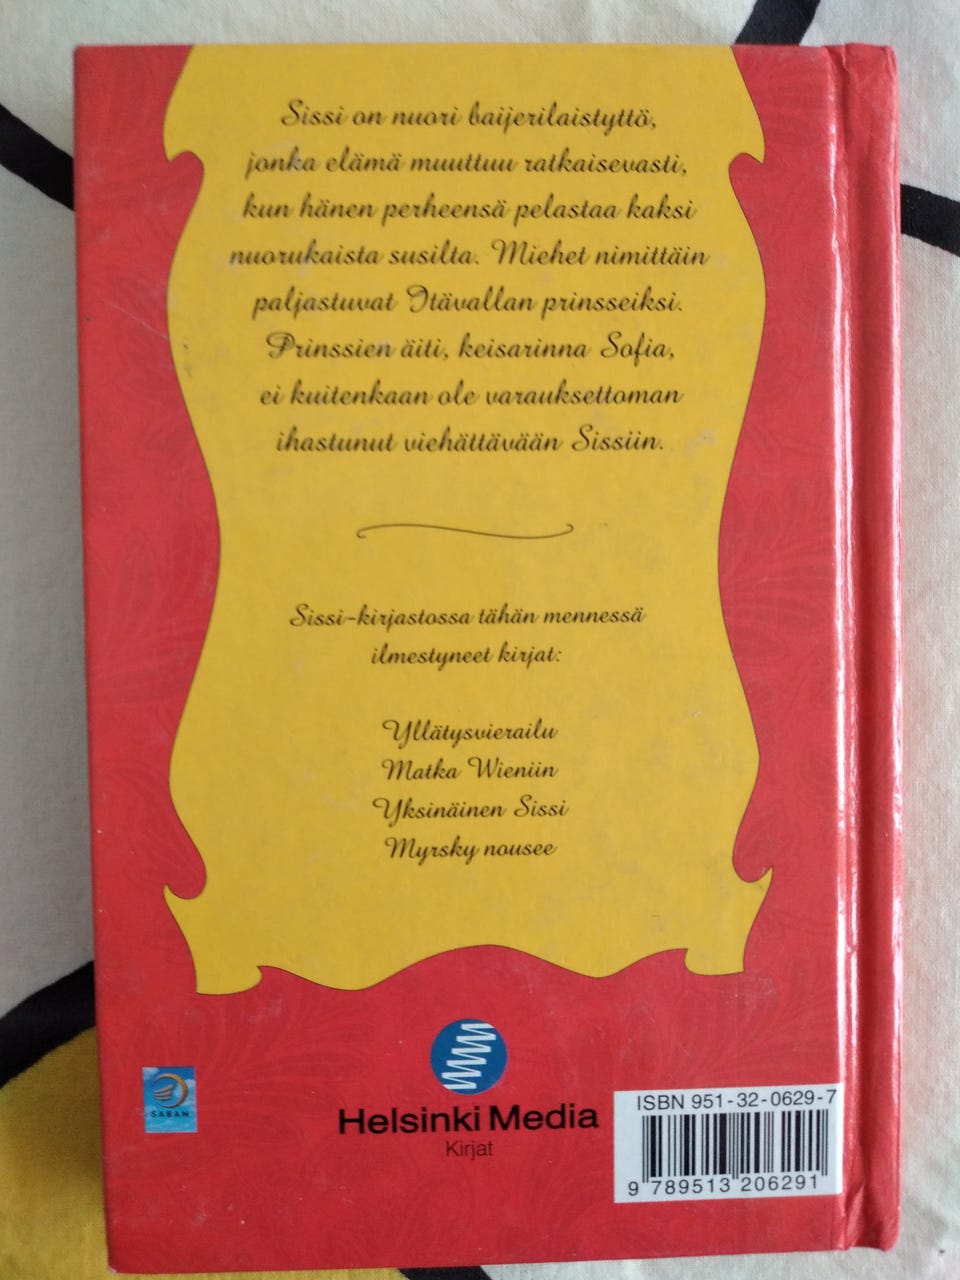 Sissi on nuori baijerilaistyttö,
jonka elämä muuttuu ratkaisevasti,
kun hänen perheensä pelastaa kaksi
nuorukaista susilta. Miehet nimittäin
paljastuvat Itävallan prinsseiksi.
Prinssien äiti, keisarinna Sofia,
ei kuitenkaan ole varauksettoman
ihastunut viehättävään Sissiin.
Sissi-kirjastossa tähän mennessä
ilmestyneet kirjat:
Yllätysvierailu
Matka Wieniin
Yksinäinen Sissi
Myrsky nousee
SABAN
Helsinki Media
Kirjat
ISBN 951-32-0629-7
9 789513 206291